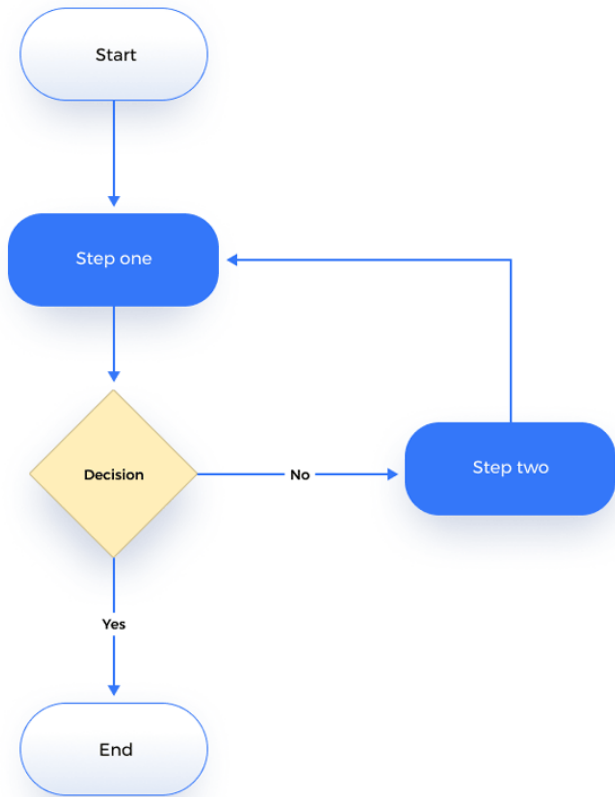 Start
Step one
Decision
No
Step two
Yes
End